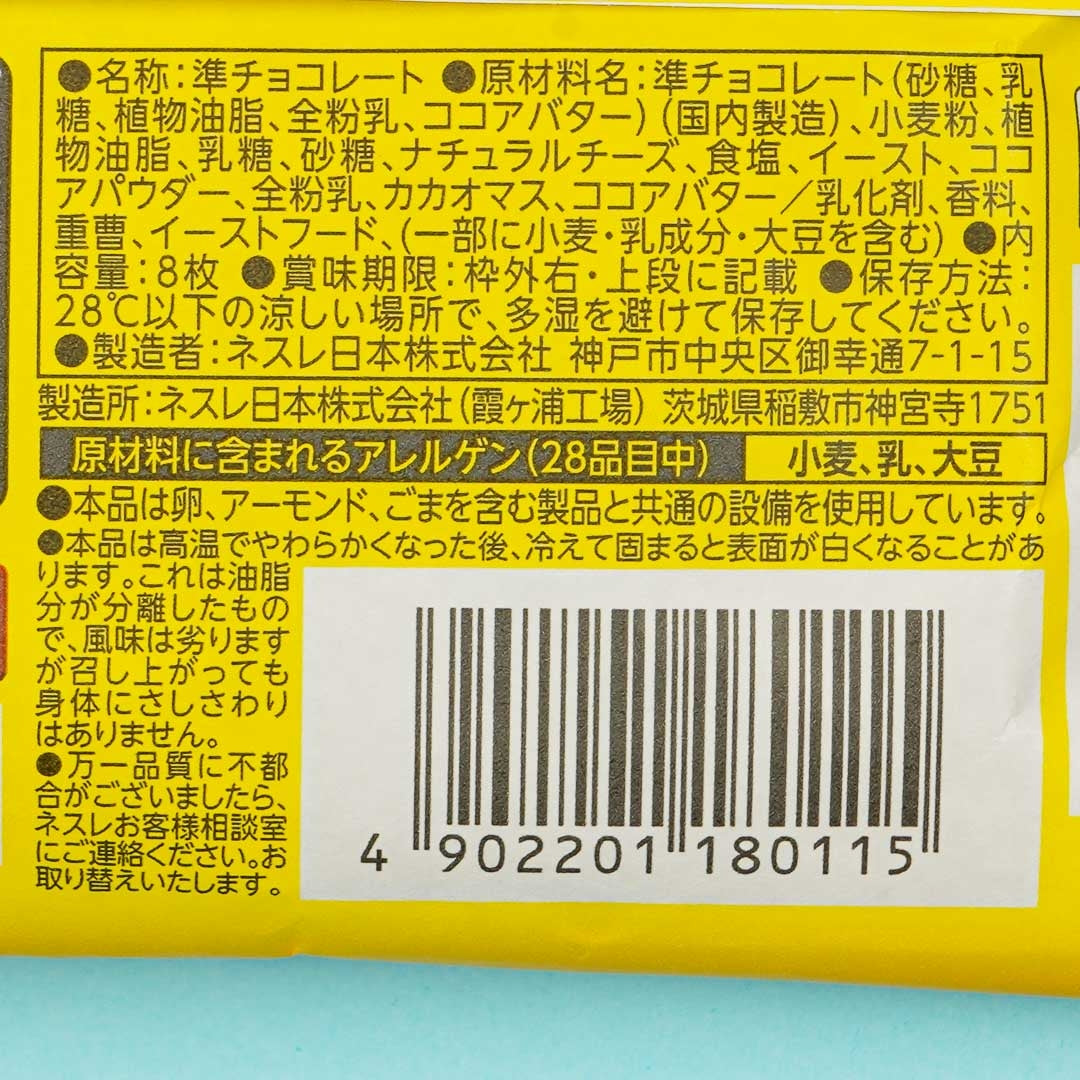 ●名称:準チョコレート ●原材料名:準チョコレート(砂糖、乳
糖、植物油脂、全粉乳、ココアバター)(国内製造)、小麦粉、植
物油脂、乳糖、砂糖、ナチュラルチーズ、食塩、イースト、ココ
アパウダー、全粉乳、カカオマス、ココアバター/乳化剤、香料、
重曹、イーストフード、(一部に小麦・乳成分・大豆を含む) ●内
容量:8枚 ●賞味期限:枠外右・上段に記載 ●保存方法:
28℃以下の涼しい場所で、多湿を避けて保存してください。
●製造者:ネスレ日本株式会社 神戸市中央区御幸通7-1-15
製造所:ネスレ日本株式会社(霞ヶ浦工場) 茨城県稲敷市神宮寺1751
原材料に含まれるアレルゲン(28品目中) 小麦、乳、大豆
●本品は卵、アーモンド、ごまを含む製品と共通の設備を使用しています。
●本品は高温でやわらかくなった後、冷えて固まると表面が白くなることがあ
ります。これは油脂
分が分離したもの
で、風味は劣ります
が召し上がっても
身体にさしさわり
はありません。
●万一品質に不都
合がございましたら、
ネスレお客様相談室
にご連絡ください。お
取り替えいたします。
4 902201 180115